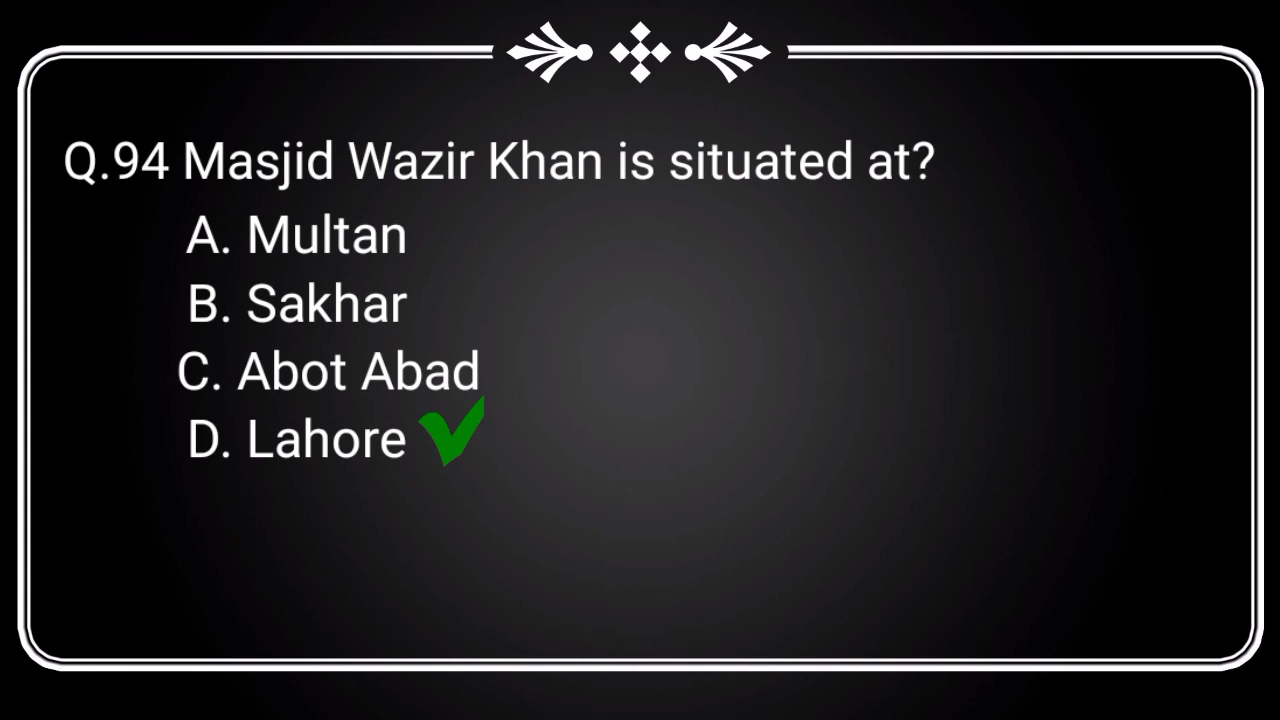 Q.94 Masjid Wazir Khan is situated at?
A. Multan
B. Sakhar
C. Abot Abad
D. Lahore